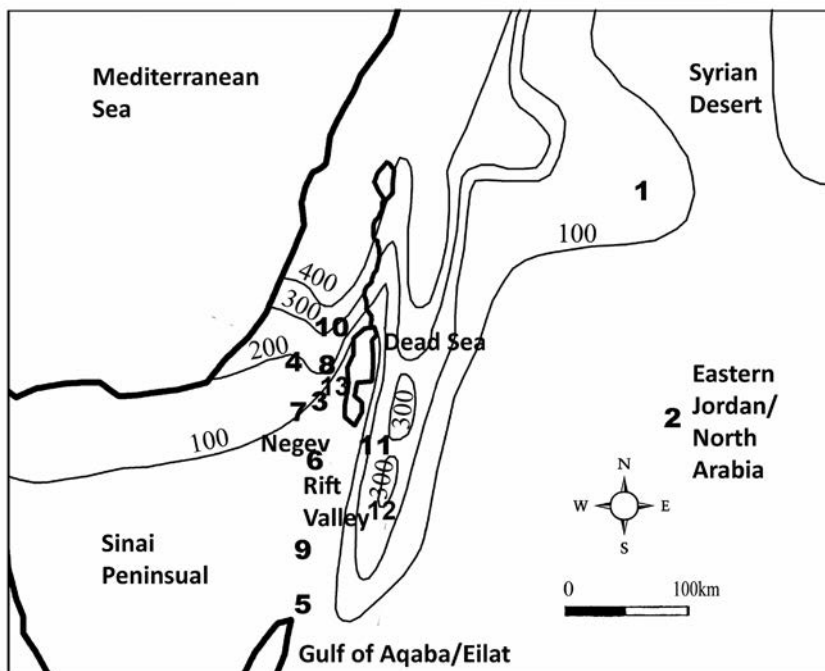 Mediterranean
Sea
Syrian
Desert
1
100
400
300
10
200
4
8
Dead Sea
13
3
7
300
Eastern
Jordan/
North
Arabia
2
100
Negev
11
6
300
Rift
Valley
12
N
W
E
S
Sinai
Peninsual
9
0
100km
5
Gulf of Aqaba/Eilat